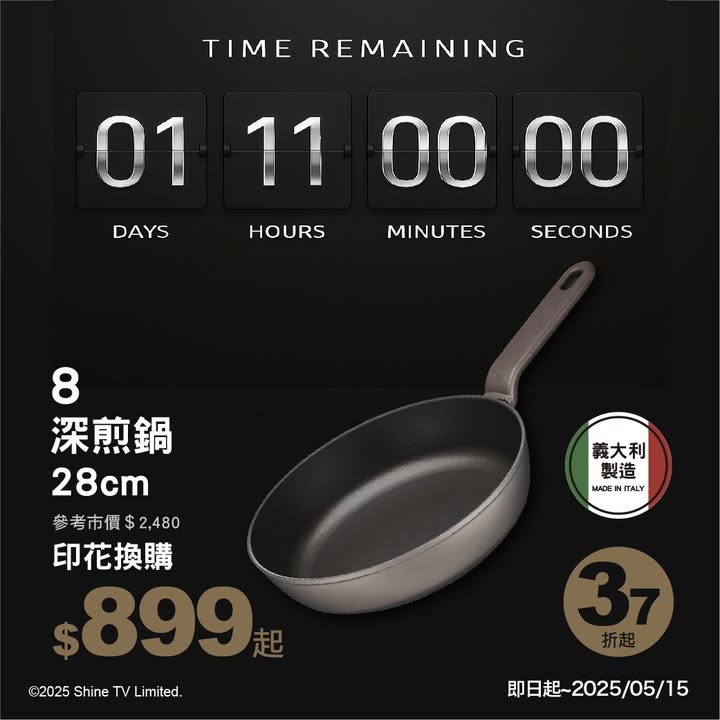 TIME REMAINING
01 11 00 00
DAYS HOURS MINUTES SECONDS
8
深煎鍋
28cm
參考市價$2,480
印花換購
$899起
義大利
製造
MADE IN ITALY
37
折起
©2025 Shine TV Limited.
即日起~2025/05/15